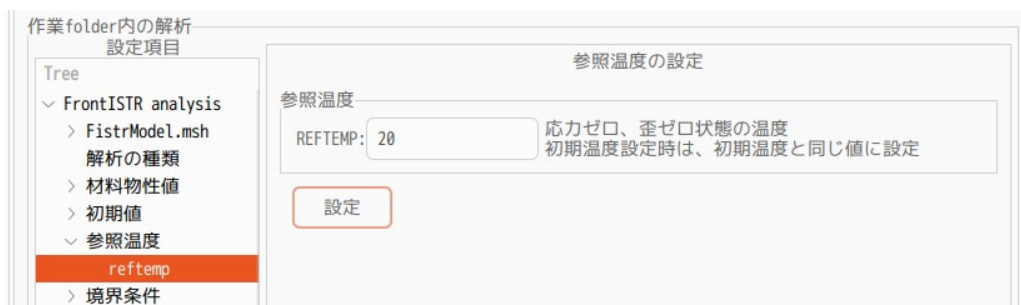 作業folder内の解析
設定項目
Tree
FrontISTR analysis
FistrModel.msh
解析の種類
材料物性値
初期値
参照温度
reftemp
境界条件
参照温度の設定
参照温度
REFTEMP: 20
応力ゼロ、歪ゼロ状態の温度
初期温度設定時は、初期温度と同じ値に設定
設定